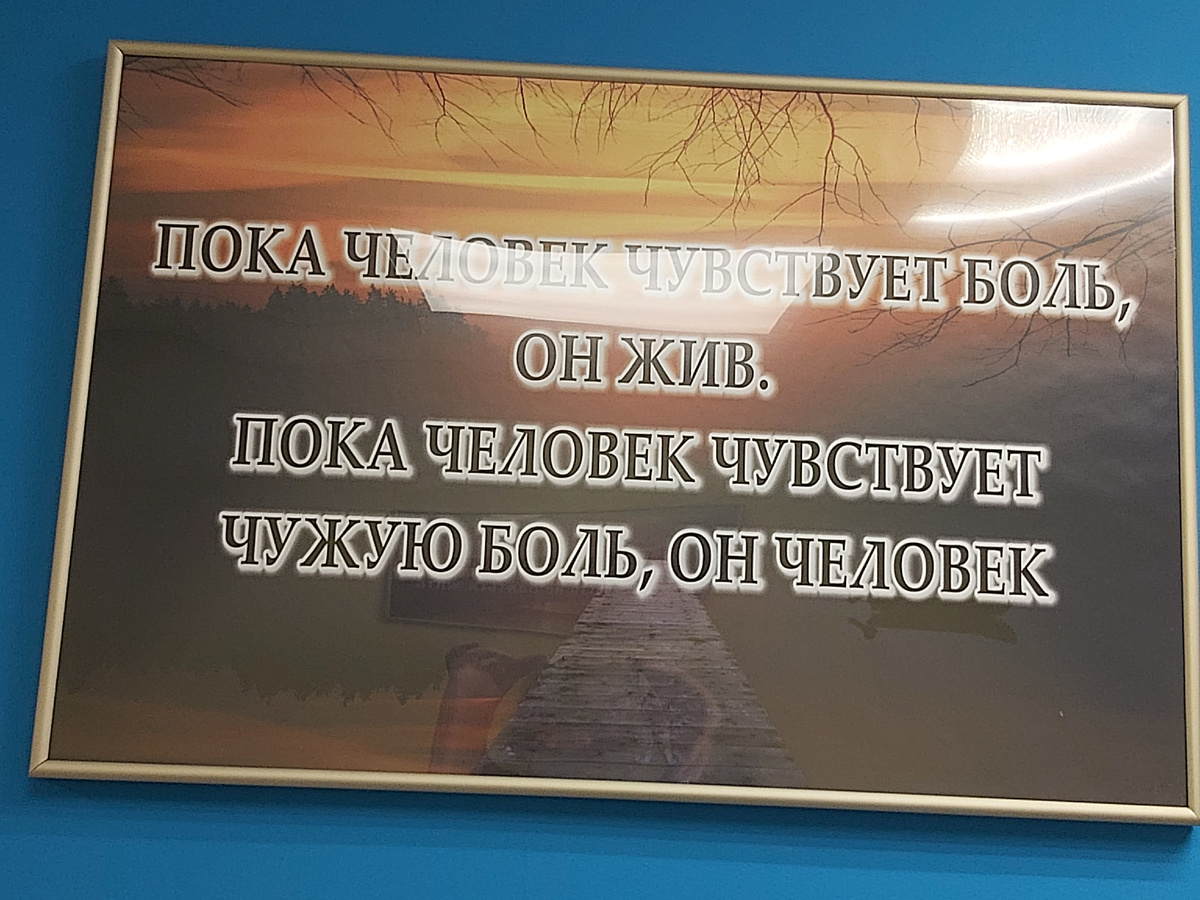 ПОКА ЧЕЛОВЕК ЧУВСТВУЕТ БОЛЬ,
ОН ЖИВ.
ПОКА ЧЕЛОВЕК ЧУВСТВУЕТ
ЧУЖУЮ БОЛЬ, ОН ЧЕЛОВЕК